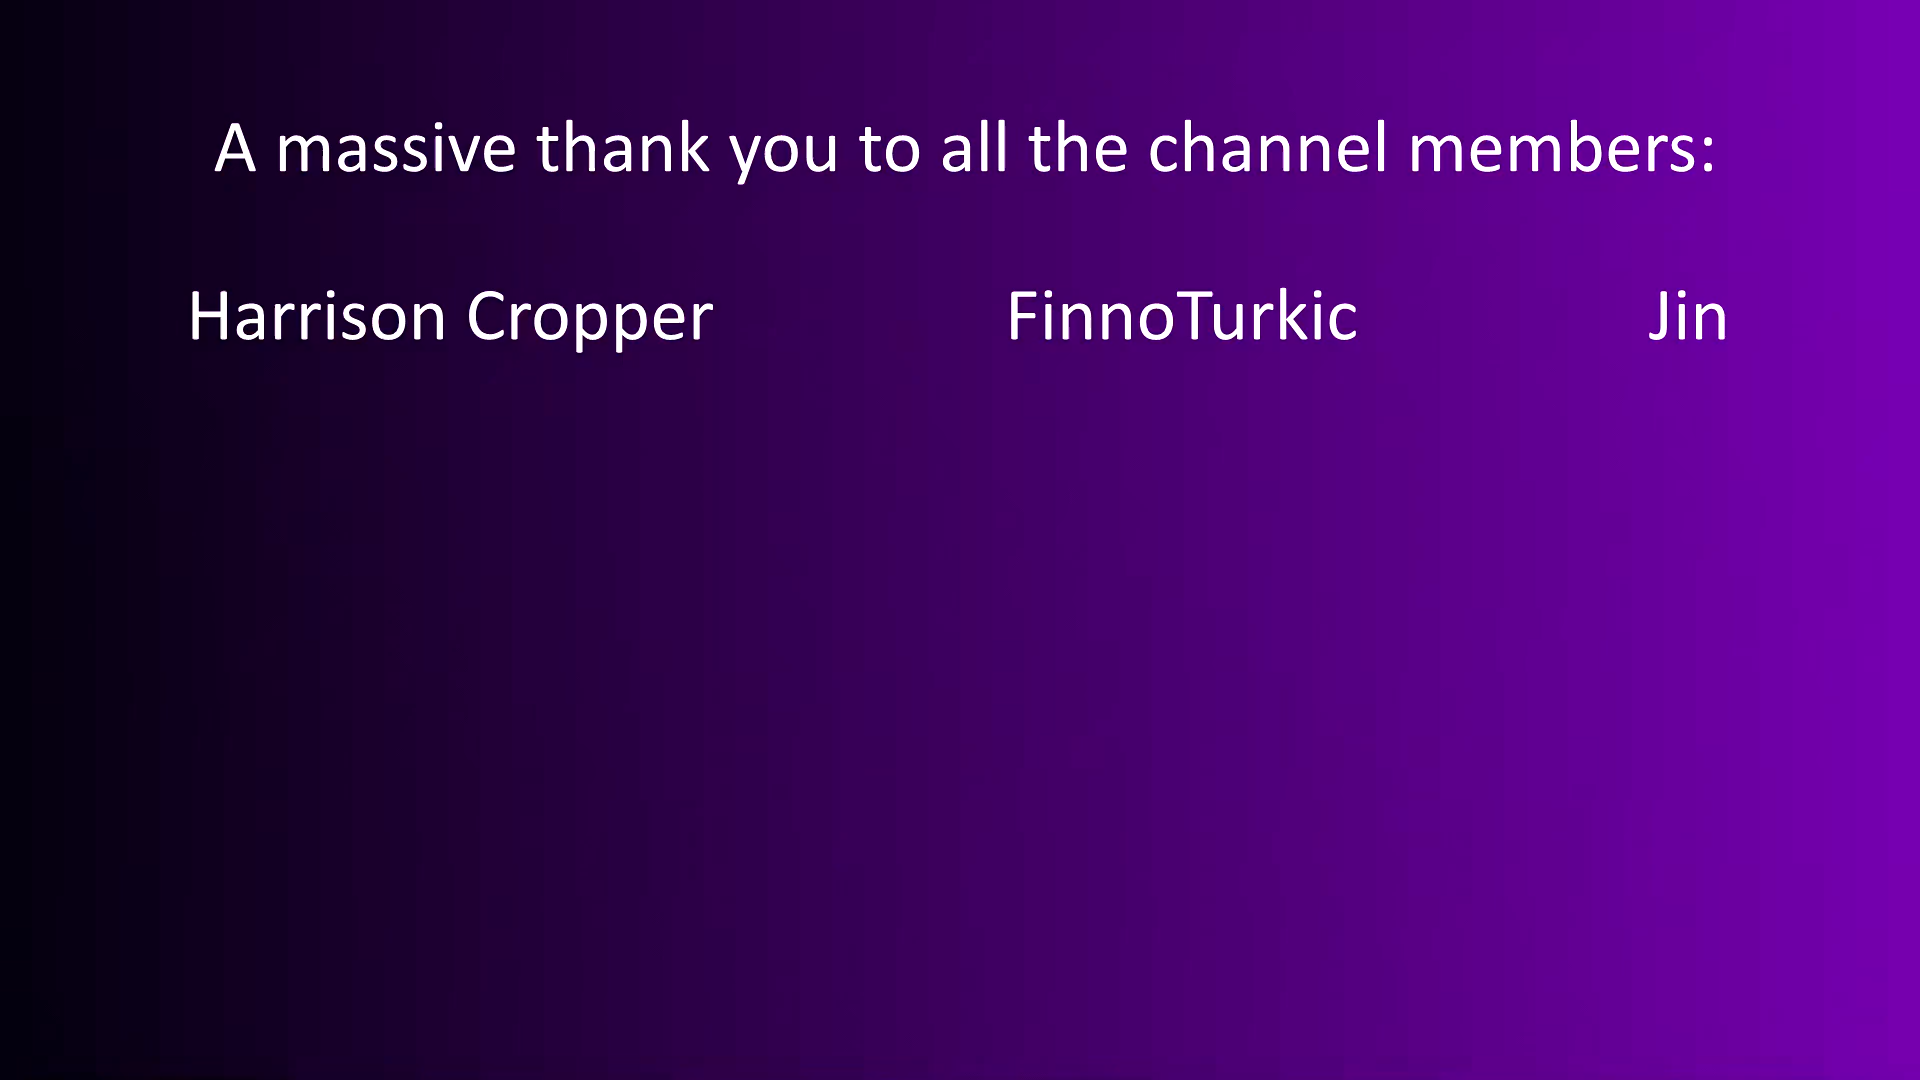 A massive thank you to all the channel members:
Harrison Cropper FinnoTurkic Jin